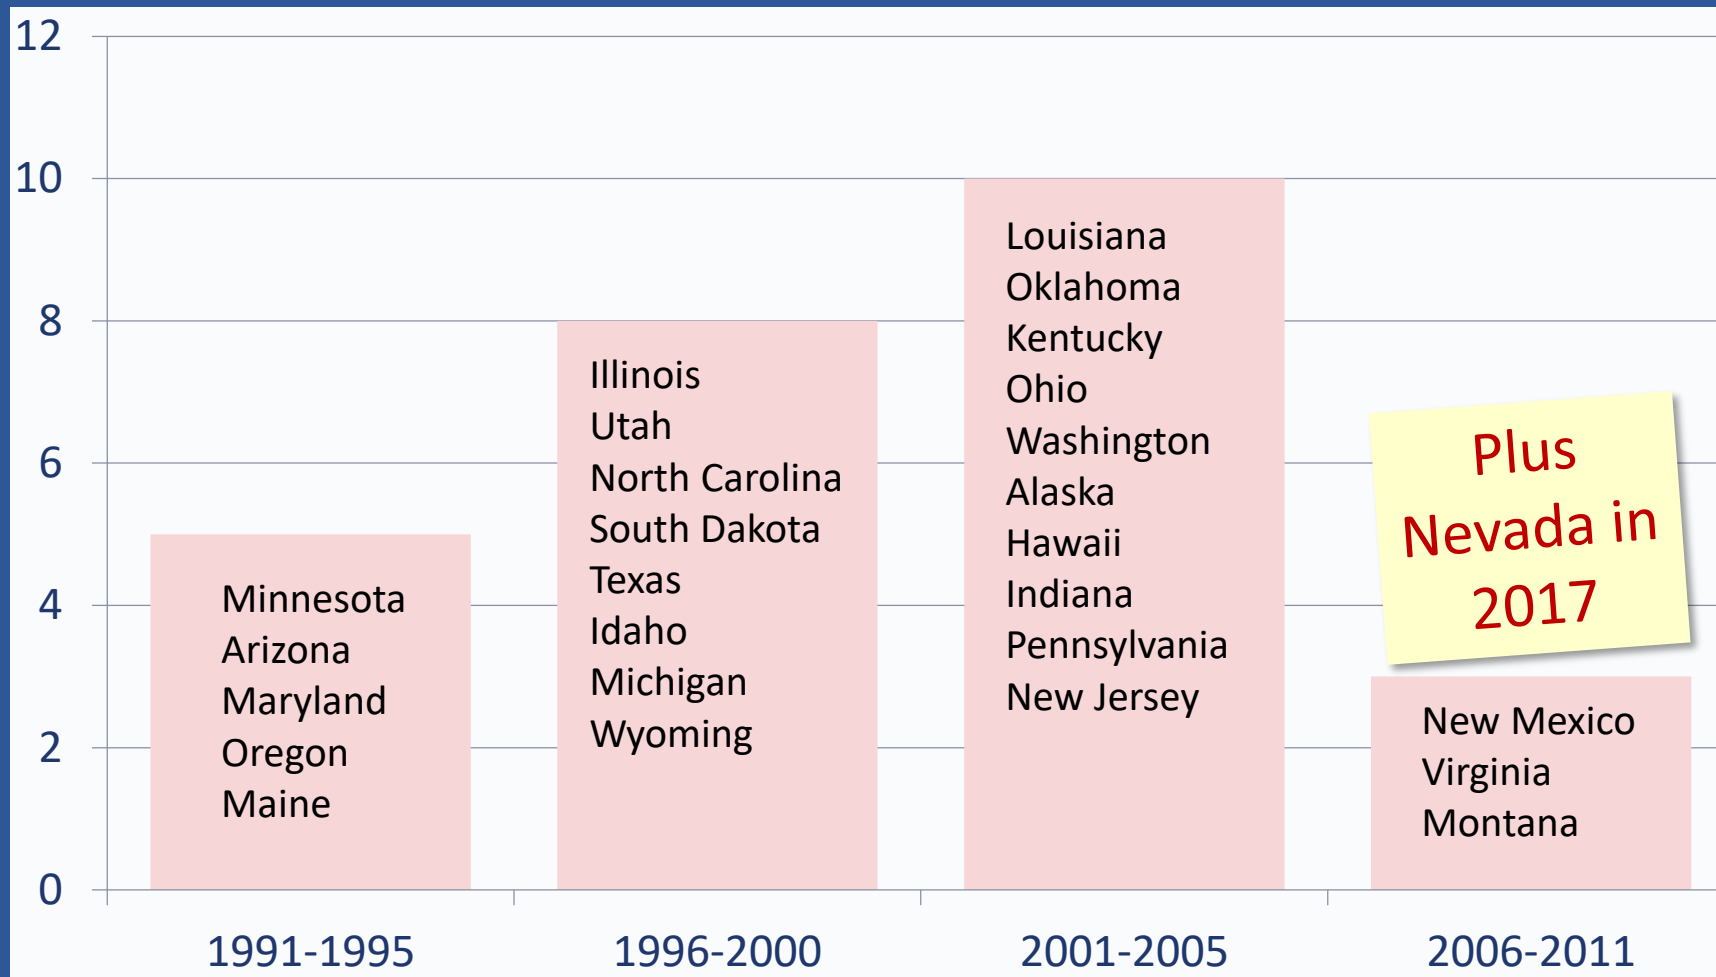 12
10
8
6
4
2
0
Minnesota
Arizona
Maryland
Oregon
Maine
Illinois
Utah
North Carolina
South Dakota
Texas
Idaho
Michigan
Wyoming
Louisiana
Oklahoma
Kentucky
Ohio
Washington
Alaska
Hawaii
Indiana
Pennsylvania
New Jersey
Plus
Nevada in
2017
New Mexico
Virginia
Montana
1991-1995
1996-2000
2001-2005
2006-2011